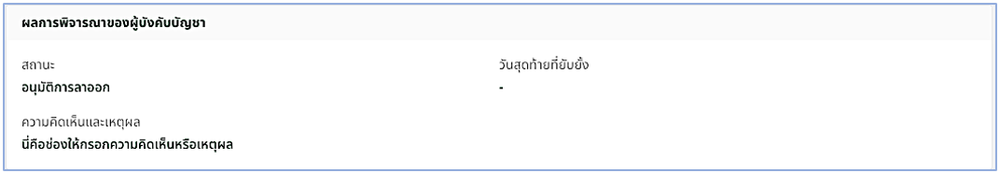 ผลการพิจารณาของผู้บังคับบัญชา
สถานะ
วันสุดท้ายที่ยับยั้ง
อนุมัติการลาออก
-
ความคิดเห็นและเหตุผล
นี่คือช่องให้กรอกความคิดเห็นหรือเหตุผล